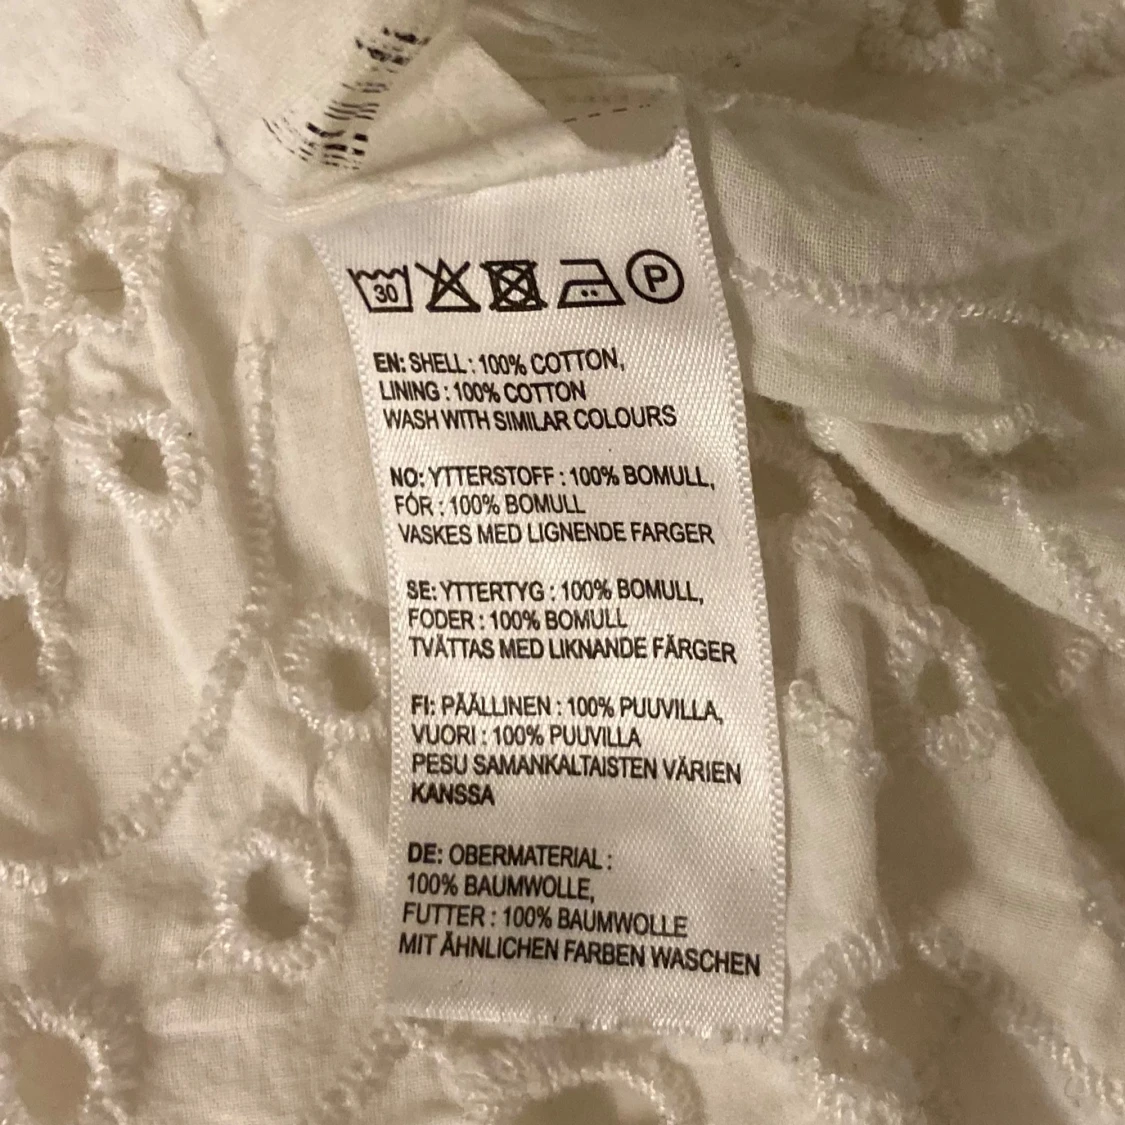 30
P
EN: SHELL : 100% COTTON,
LINING : 100% COTTON
WASH WITH SIMILAR COLOURS
NO: YTTERSTOFF : 100% BOMULL,
FÓR : 100% BOMULL
VASKES MED LIGNENDE FARGER
SE: YTTERTYG : 100% BOMULL,
FODER : 100% BOMULL
TVÄTTAS MED LIKNANDE FÄRGER
FI: PÄÄLLINEN : 100% PUUVILLA,
VUORI : 100% PUUVILLA
PESU SAMANKALTAISTEN VÄRIEN
KANSSA
DE: OBERMATERIAL :
100% BAUMWOLLE,
FUTTER : 100% BAUMWOLLE
MIT ÄHNLICHEN FARBEN WASCHEN